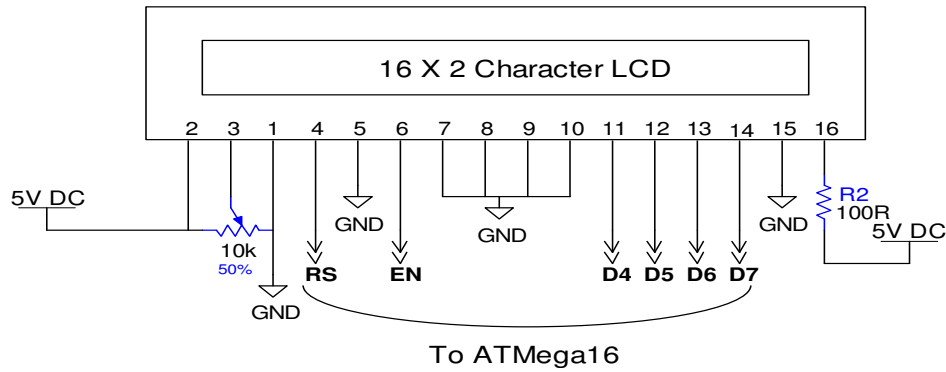 16 X 2 Character LCD
2 3 1 4 5 6 7 8 9 10 11 12 13 14 15 16
5V DC
R2
100R
5V DC
10k
50%
GND
GND
GND
GND
RS EN D4 D5 D6 D7
To ATMega16